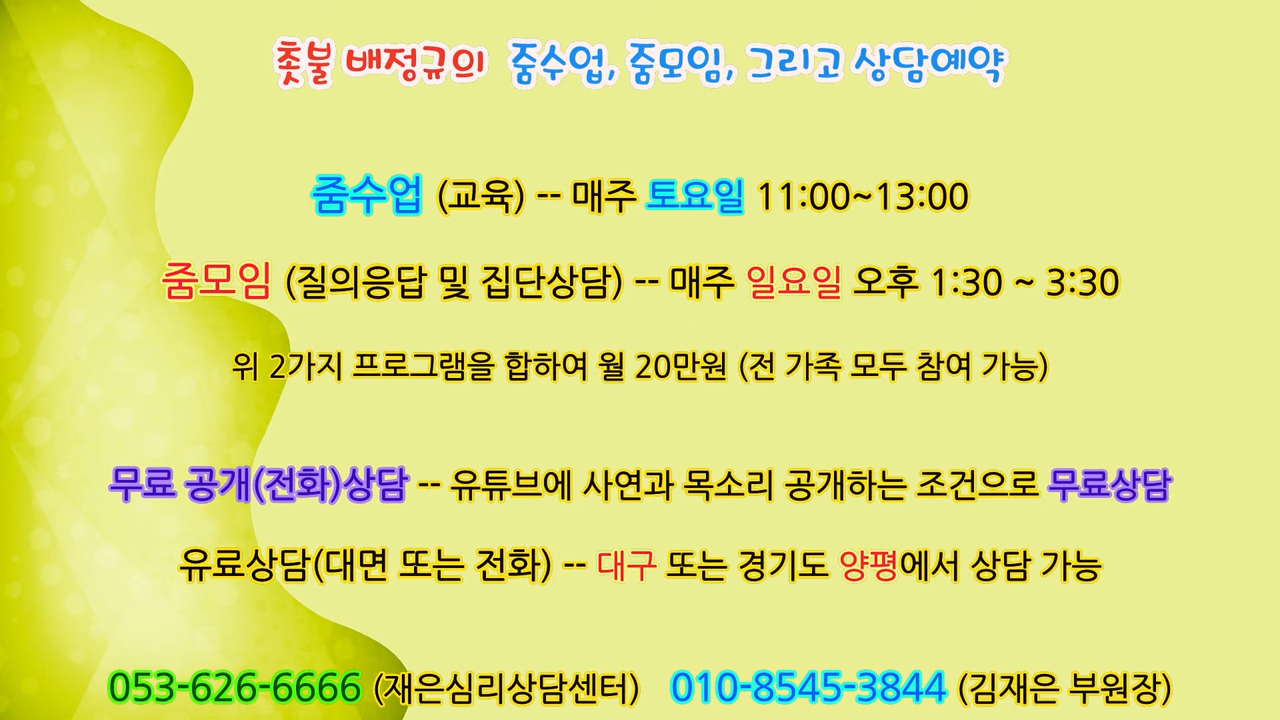 촛불 배정규의 줌수업, 줌모임, 그리고 상담예약
줌수업 (교육) -- 매주 토요일 11:00~13:00
줌모임 (질의응답 및 집단상담) -- 매주 일요일 오후 1:30 ~ 3:30
위 2가지 프로그램을 합하여 월 20만원 (전 가족 모두 참여 가능)
무료 공개(전화)상담 -- 유튜브에 사연과 목소리 공개하는 조건으로 무료상담
유료상담(대면 또는 전화) -- 대구 또는 경기도 양평에서 상담 가능
053-626-6666 (재은심리상담센터) 010-8545-3844 (김재은 부원장)